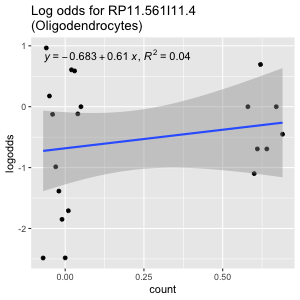 Log odds for RP11.561I11.4
(Oligodendrocytes)
y = −0.683 + 0.61 x, R² = 0.04
1
0
-1
-2
logodds
0.00 0.25 0.50
count